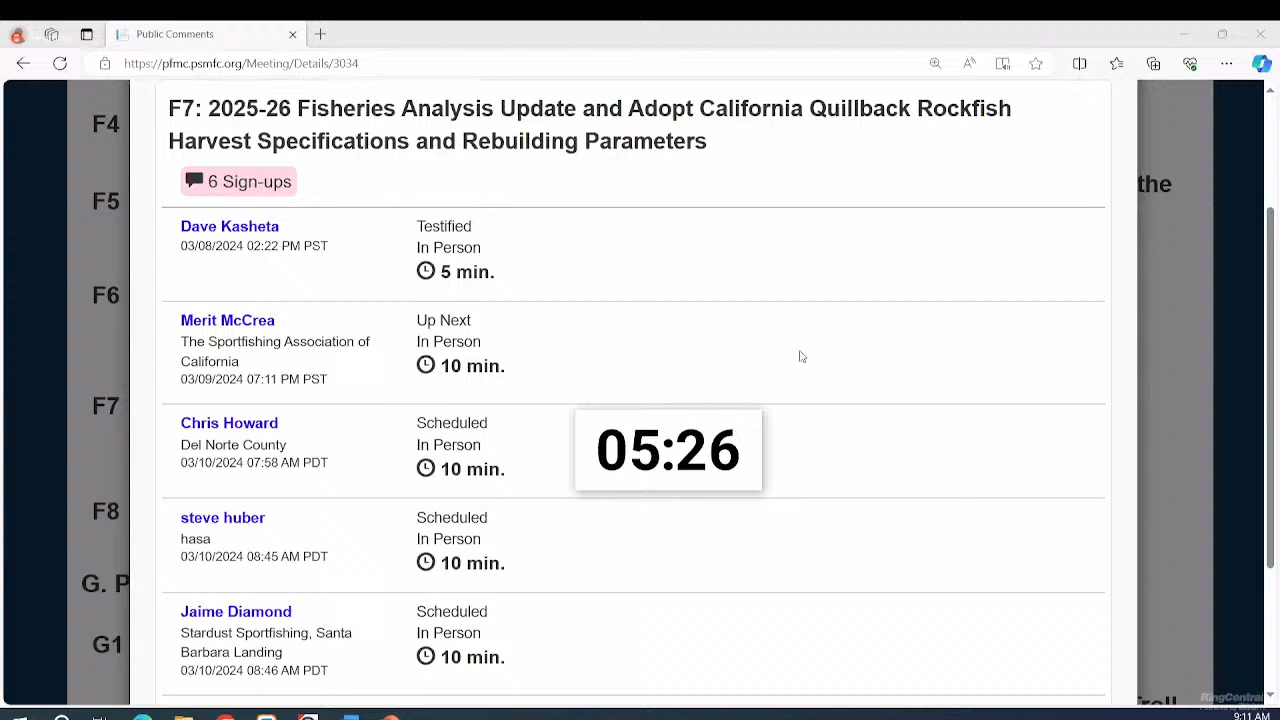 Public Comments
https://pfmc.psmfc.org/Meeting/Details/3034
F4
F5
F6
F7
F8
G. P
G1
the
F7: 2025-26 Fisheries Analysis Update and Adopt California Quillback Rockfish
Harvest Specifications and Rebuilding Parameters
6 Sign-ups
Dave Kasheta
03/08/2024 02:22 PM PST
Testified
In Person
5 min.
Merit McCrea
The Sportfishing Association of
California
03/09/2024 07:11 PM PST
Up Next
In Person
10 min.
Chris Howard
Del Norte County
03/10/2024 07:58 AM PDT
Scheduled
In Person
10 min.
05:26
steve huber
hasa
03/10/2024 08:45 AM PDT
Scheduled
In Person
10 min.
Jaime Diamond
Stardust Sportfishing, Santa
Barbara Landing
03/10/2024 08:46 AM PDT
Scheduled
In Person
10 min.
RingCentral
9:11 AM